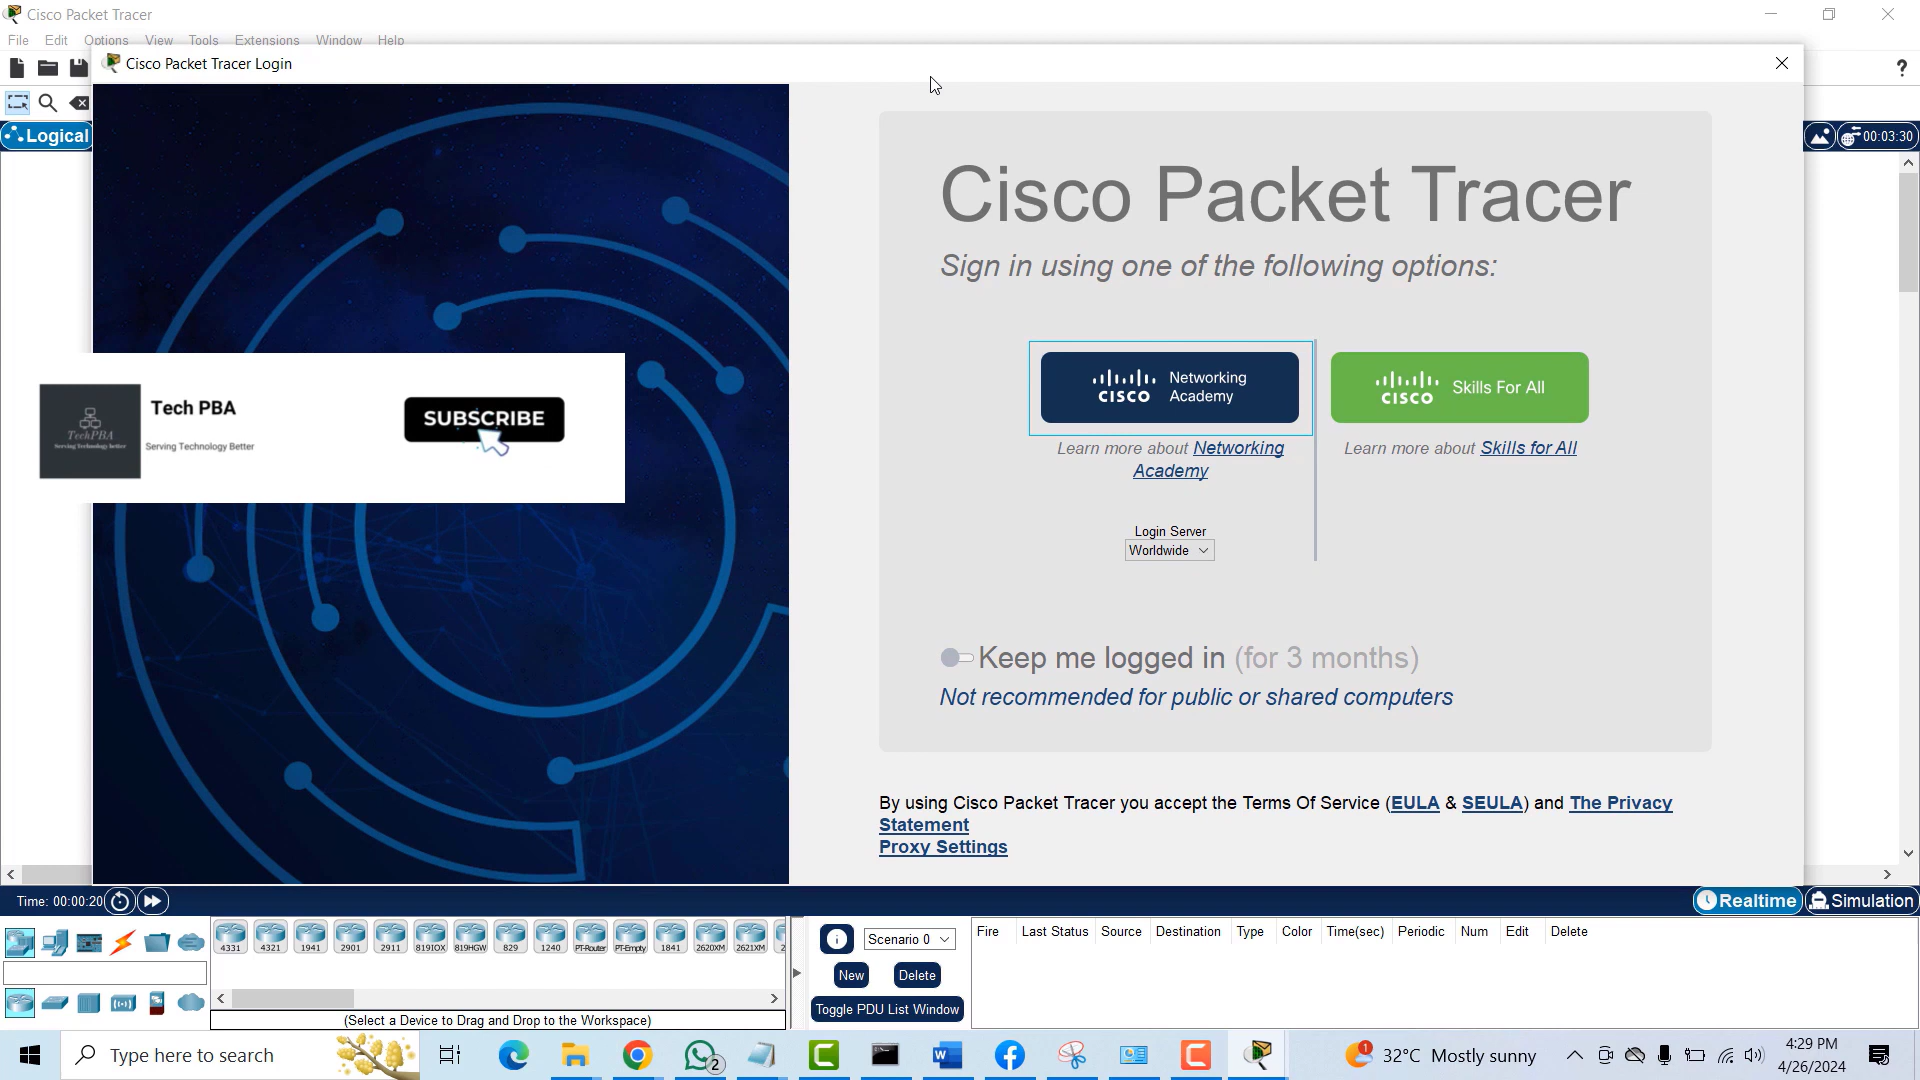 Cisco Packet Tracer
File Edit Options View Tools Extensions Window Help
Cisco Packet Tracer Login
?
Logical
00:03:30
Cisco Packet Tracer
Sign in using one of the following options:
CISCO Networking Academy
CISCO Skills For All
Learn more about Networking Academy
Learn more about Skills for All
Login Server
Worldwide
Tech PBA
SUBSCRIBE
TechPBA
Serving Technology better
Serving Technology Better
Keep me logged in (for 3 months)
Not recommended for public or shared computers
By using Cisco Packet Tracer you accept the Terms Of Service (EULA & SEULA) and The Privacy
Statement
Proxy Settings
Time: 00:00:20
Realtime Simulation
4331 4321 1941 2901 2911 819IOX 819HGW 829 1240 PT-Router PT-Empty 1841 2620XM 2621XM 2
Scenario 0
New Delete
Toggle PDU List Window
Fire Last Status Source Destination Type Color Time(sec) Periodic Num Edit Delete
(Select a Device to Drag and Drop to the Workspace)
Type here to search
2
1
32°C Mostly sunny
4:29 PM
4/26/2024